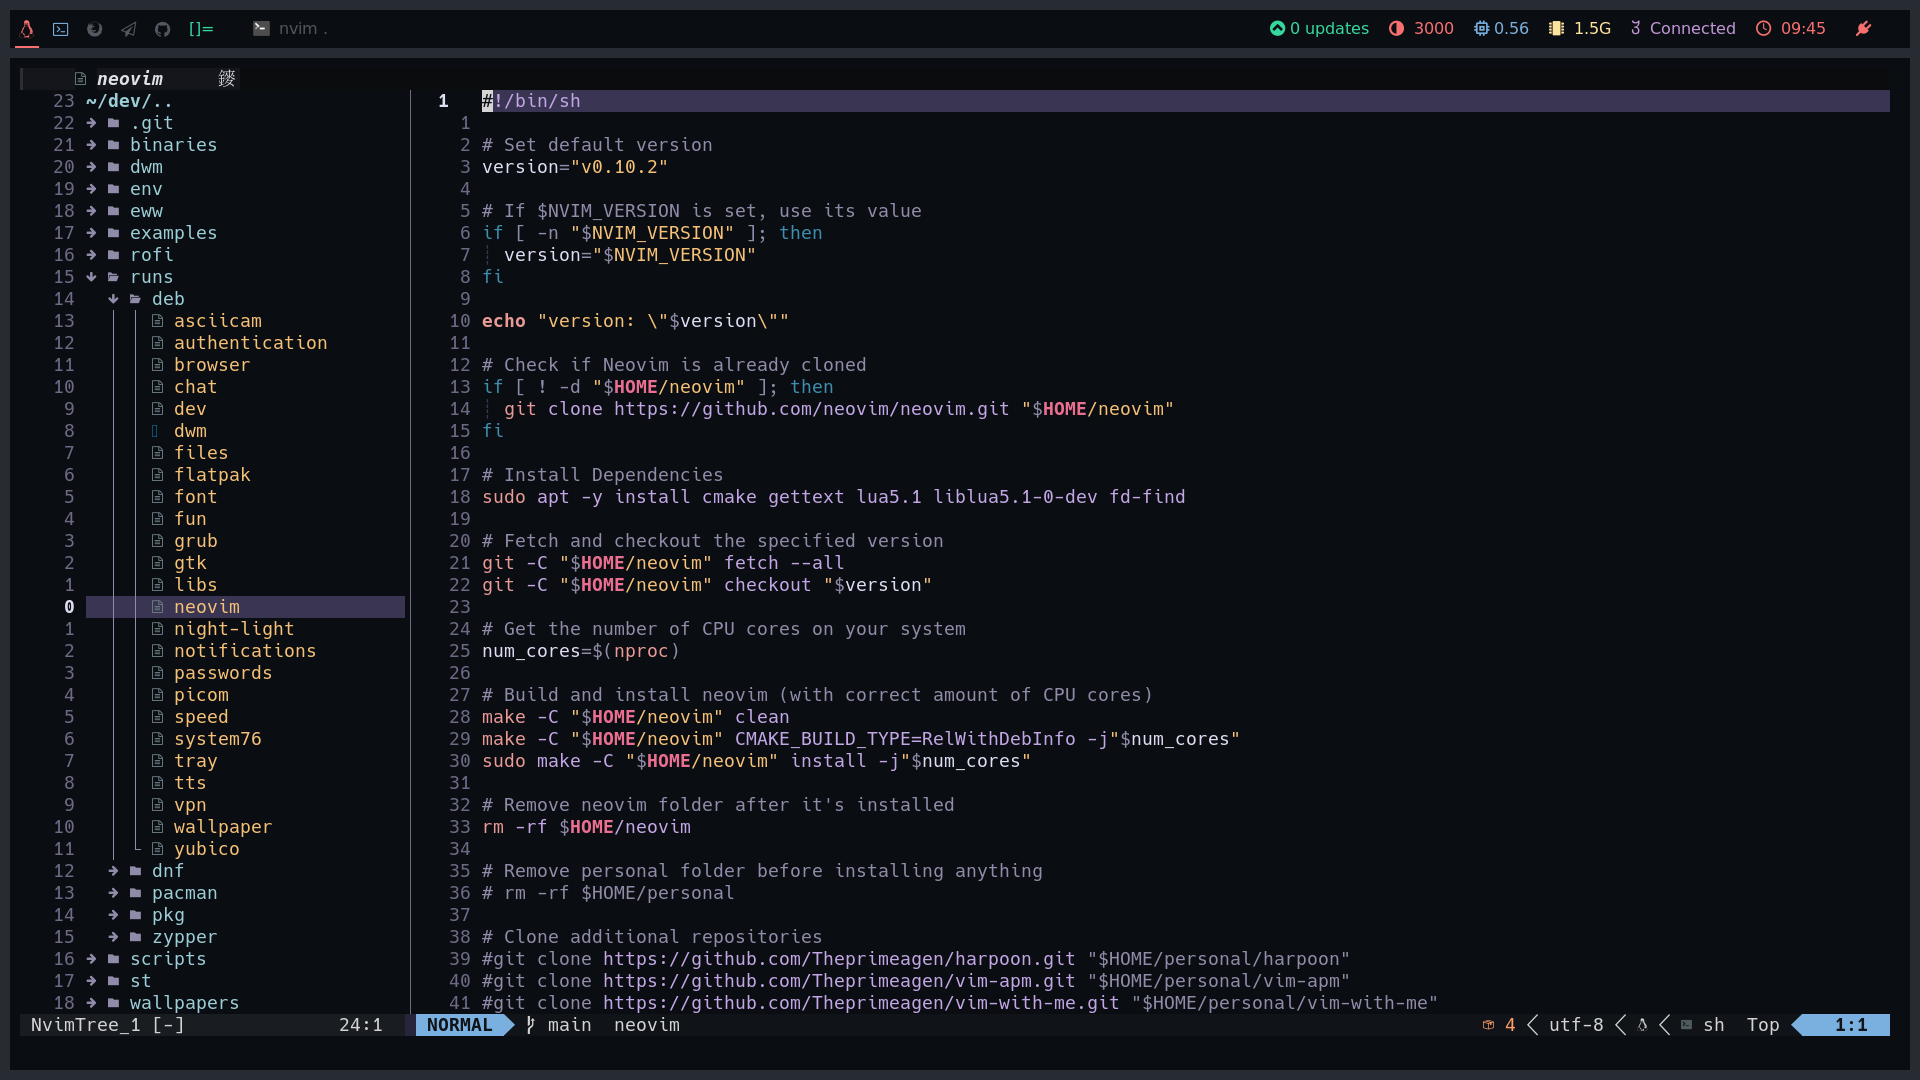 []= nvim . 0 updates 3000 0.56 1.5G Connected 09:45
neovim
23 ~/dev/..
22 .git
21 binaries
20 dwm
19 env
18 eww
17 examples
16 rofi
15 runs
14 deb
13 asciicam
12 authentication
11 browser
10 chat
9 dev
8 dwm
7 files
6 flatpak
5 font
4 fun
3 grub
2 gtk
1 libs
0 neovim
1 night-light
2 notifications
3 passwords
4 picom
5 speed
6 system76
7 tray
8 tts
9 vpn
10 wallpaper
11 yubico
12 dnf
13 pacman
14 pkg
15 zypper
16 scripts
17 st
18 wallpapers
NvimTree_1 [-] 24:1
1 #!/bin/sh
1
2 # Set default version
3 version="v0.10.2"
4
5 # If $NVIM_VERSION is set, use its value
6 if [ -n "$NVIM_VERSION" ]; then
7 version="$NVIM_VERSION"
8 fi
9
10 echo "version: \"$version\""
11
12 # Check if Neovim is already cloned
13 if [ ! -d "$HOME/neovim" ]; then
14 git clone https://github.com/neovim/neovim.git "$HOME/neovim"
15 fi
16
17 # Install Dependencies
18 sudo apt -y install cmake gettext lua5.1 liblua5.1-0-dev fd-find
19
20 # Fetch and checkout the specified version
21 git -C "$HOME/neovim" fetch --all
22 git -C "$HOME/neovim" checkout "$version"
23
24 # Get the number of CPU cores on your system
25 num_cores=$(nproc)
26
27 # Build and install neovim (with correct amount of CPU cores)
28 make -C "$HOME/neovim" clean
29 make -C "$HOME/neovim" CMAKE_BUILD_TYPE=RelWithDebInfo -j"$num_cores"
30 sudo make -C "$HOME/neovim" install -j"$num_cores"
31
32 # Remove neovim folder after it's installed
33 rm -rf $HOME/neovim
34
35 # Remove personal folder before installing anything
36 # rm -rf $HOME/personal
37
38 # Clone additional repositories
39 #git clone https://github.com/Theprimeagen/harpoon.git "$HOME/personal/harpoon"
40 #git clone https://github.com/Theprimeagen/vim-apm.git "$HOME/personal/vim-apm"
41 #git clone https://github.com/Theprimeagen/vim-with-me.git "$HOME/personal/vim-with-me"
NORMAL main neovim 4 utf-8 sh Top 1:1